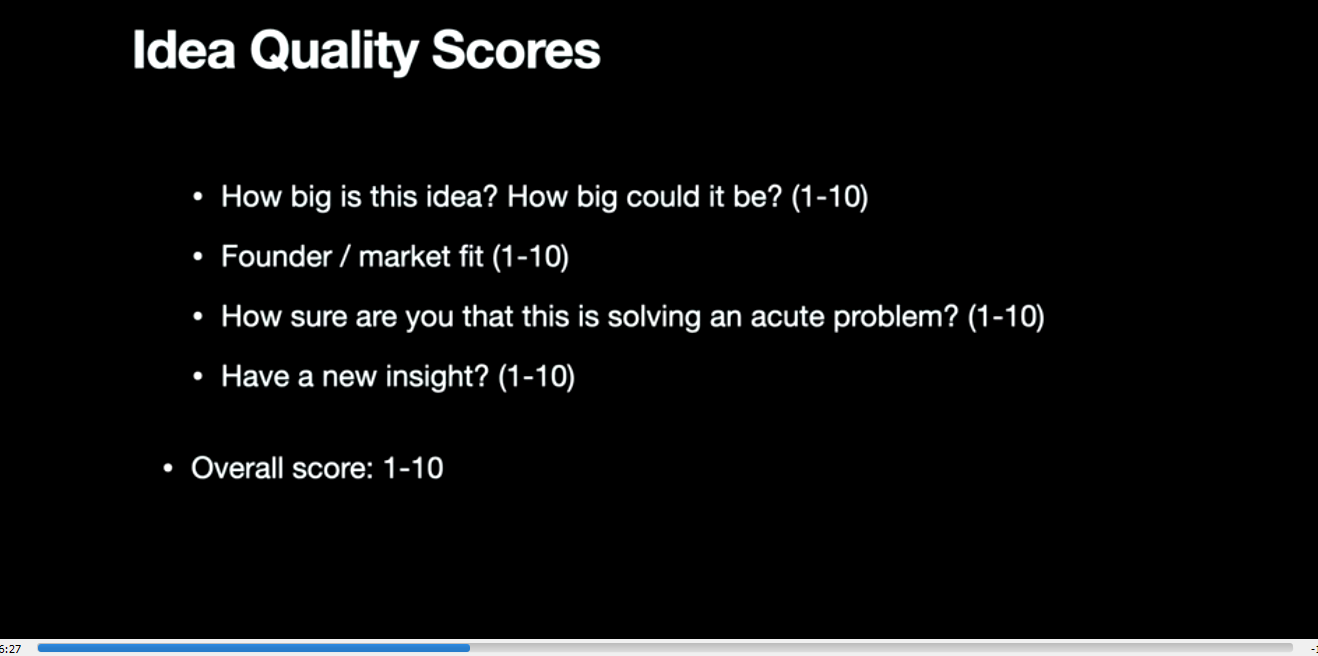 Idea Quality Scores
• How big is this idea? How big could it be? (1-10)
• Founder / market fit (1-10)
• How sure are you that this is solving an acute problem? (1-10)
• Have a new insight? (1-10)
• Overall score: 1-10
6:27